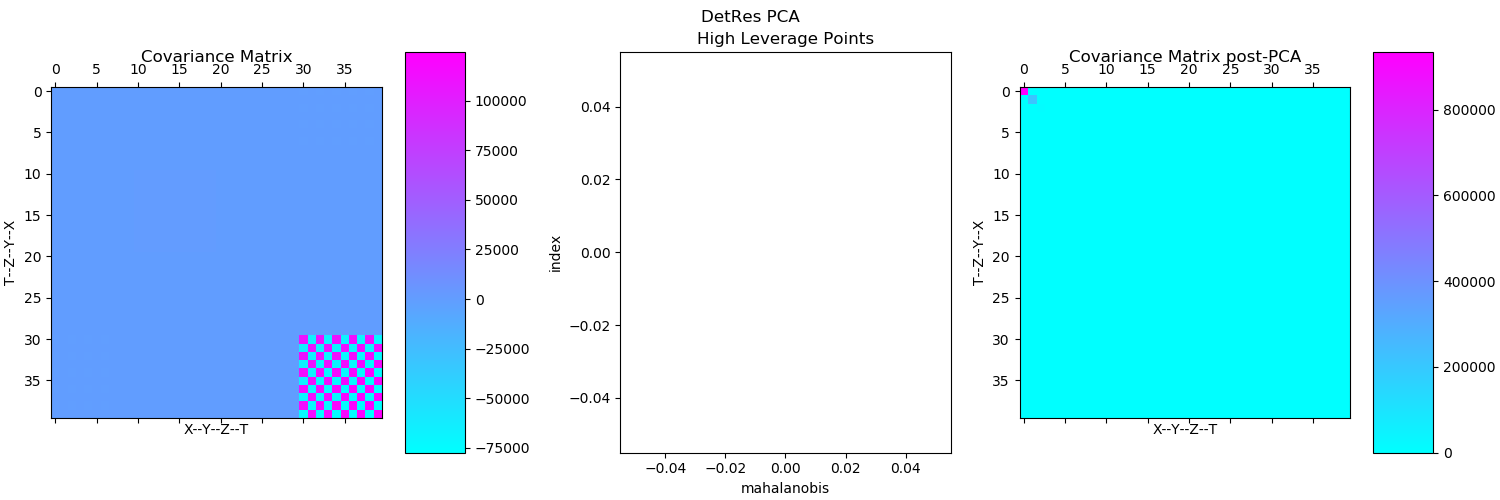 DetRes PCA
Covariance Matrix
0 5 10 15 20 25 30 35
0
5
10
15
20
25
30
35
T--Z--Y--X
X--Y--Z--T
100000
75000
50000
25000
0
−25000
−50000
−75000
High Leverage Points
0.04
0.02
0.00
−0.02
−0.04
index
−0.04 −0.02 0.00 0.02 0.04
mahalanobis
Covariance Matrix post-PCA
0 5 10 15 20 25 30 35
0
5
10
15
20
25
30
35
T--Z--Y--X
X--Y--Z--T
800000
600000
400000
200000
0